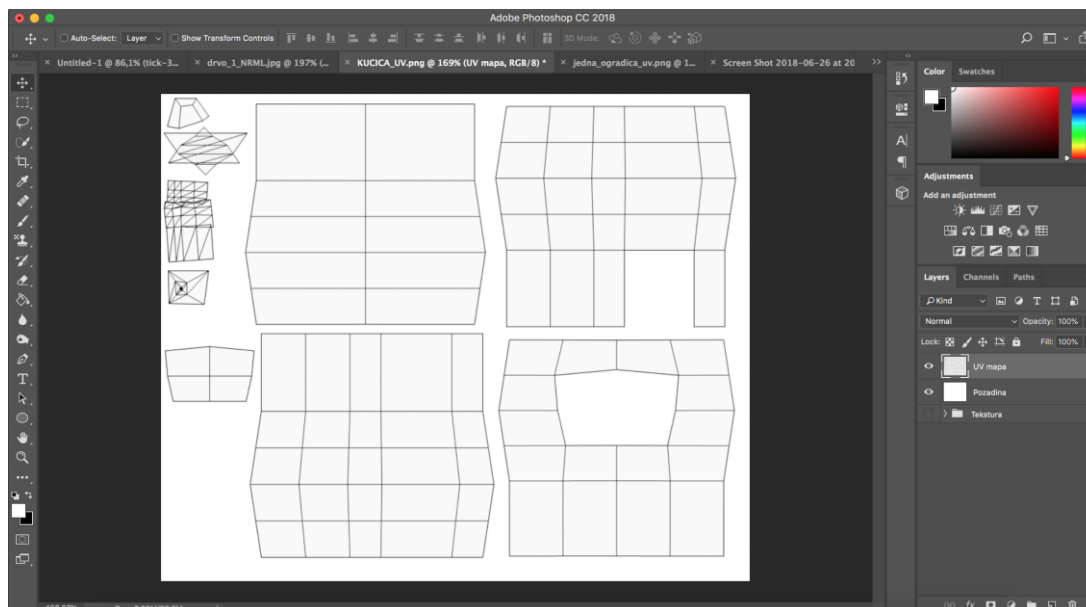 Adobe Photoshop CC 2018
Auto-Select: Layer Show Transform Controls 3D Mode:
× Untitled-1 @ 86,1% (tick-3... × drvo_1_NRML.jpg @ 197% (... × KUCICA_UV.png @ 169% (UV mapa, RGB/8) * × jedna_ogradica_uv.png @ 1... × Screen Shot 2018-06-26 at 20
Color Swatches
Adjustments
Add an adjustment
Layers Channels Paths
Kind
Normal Opacity: 100%
Lock: Fill: 100%
UV mapa
Pozadina
Tekstura